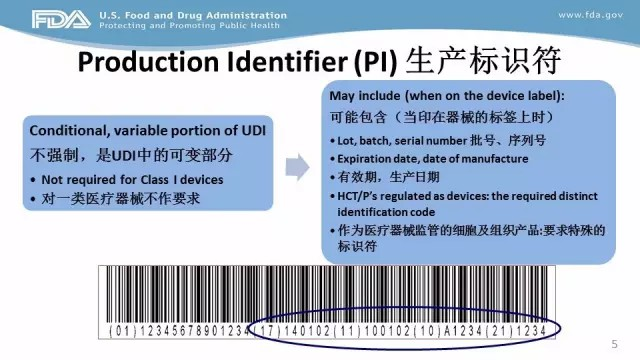 FDA U.S. Food and Drug Administration
Protecting and Promoting Public Health
www.fda.gov
Production Identifier (PI) 生产标识符
Conditional, variable portion of UDI
不强制，是UDI中的可变部分
• Not required for Class I devices
• 对一类医疗器械不作要求
May include (when on the device label):
可能包含（当印在器械的标签上时）
• Lot, batch, serial number 批号、序列号
• Expiration date, date of manufacture
• 有效期，生产日期
• HCT/P's regulated as devices: the required distinct
identification code
• 作为医疗器械监管的细胞及组织产品:要求特殊的
标识符
(01)12345678901234(17)140102(11)100102(10)A1234(21)1234
5